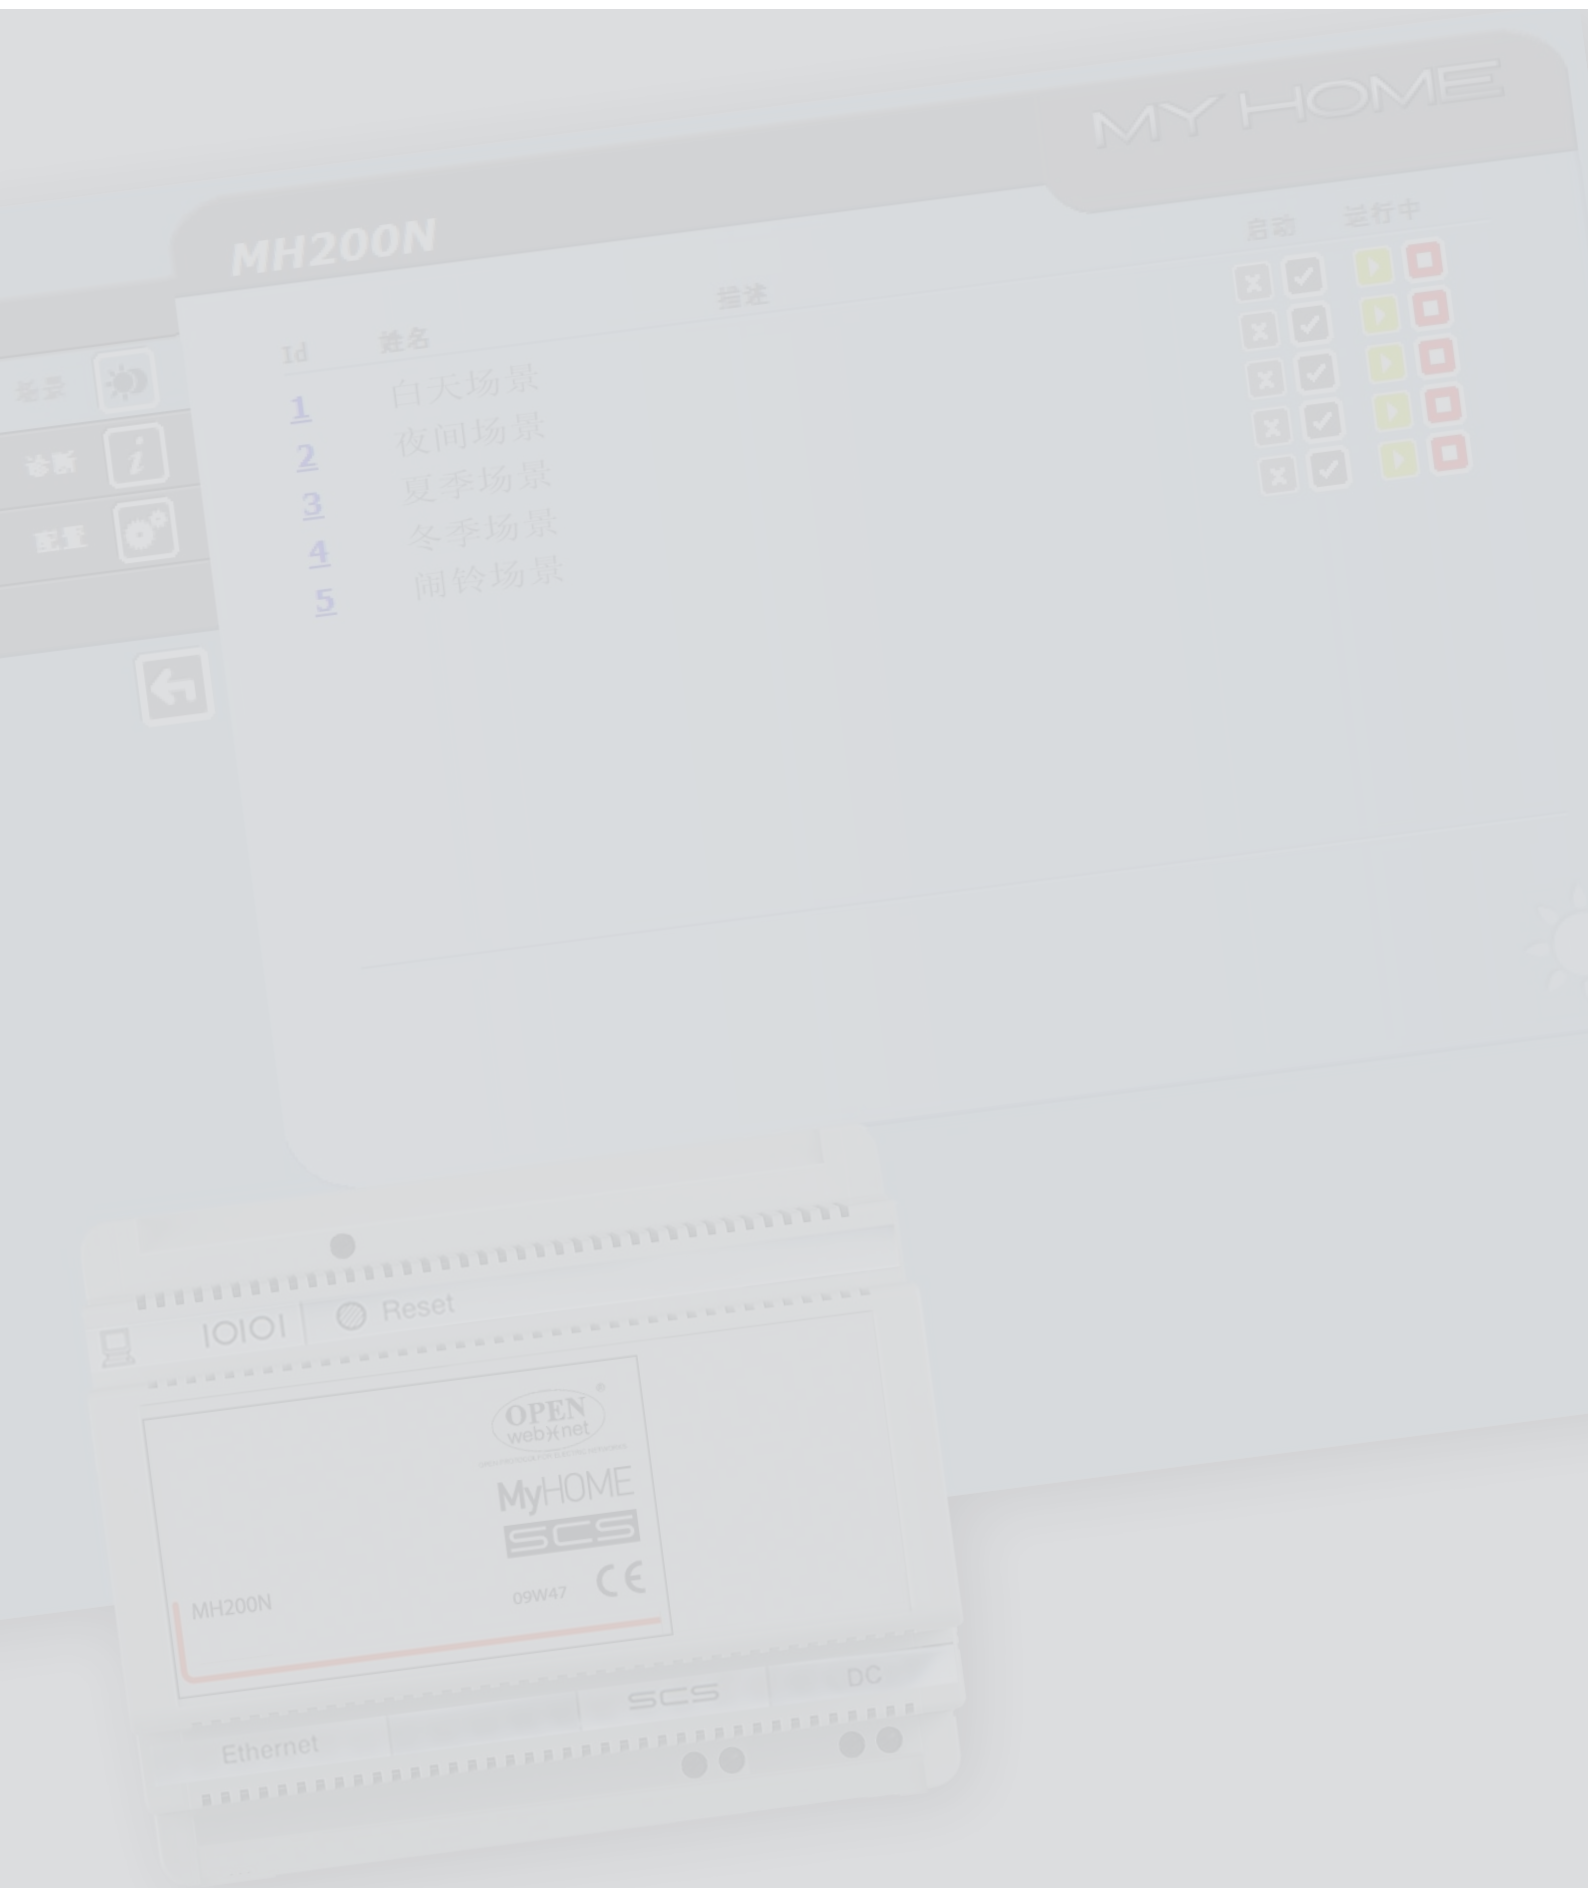 MY HOME
MH200N
启动 运行中
Id 姓名 描述
1 白天场景
2 夜间场景
3 夏季场景
4 冬季场景
5 闹铃场景
场景
诊断
配置
Reset
OPEN
web net
MyHOME
SCS
MH200N 09W47 CE
Ethernet SCS DC